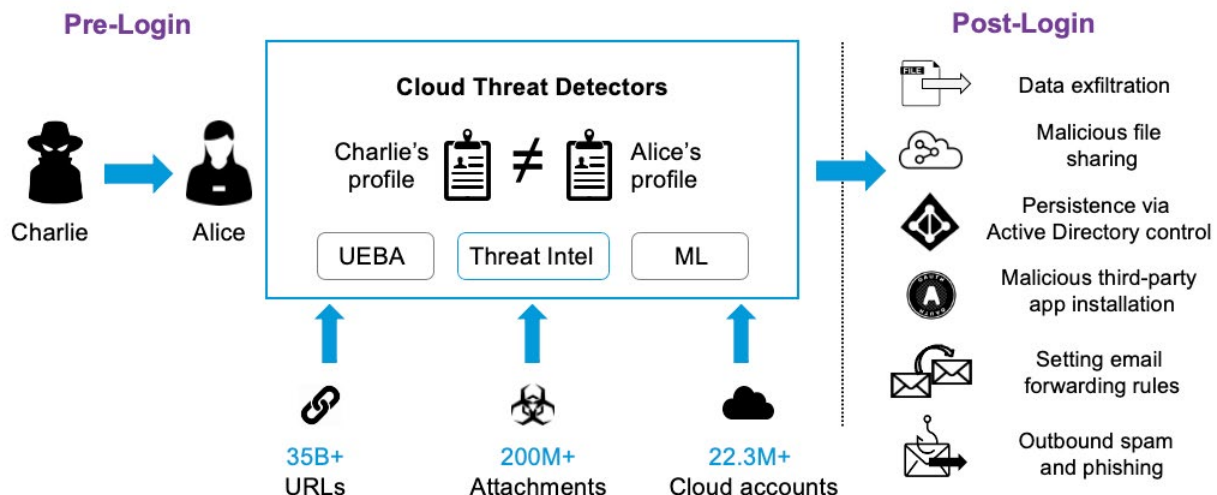 Pre-Login
Post-Login
Cloud Threat Detectors
Charlie's
profile
Alice's
profile
Charlie
Alice
UEBA
Threat Intel
ML
35B+
URLs
200M+
Attachments
22.3M+
Cloud accounts
FILE
Data exfiltration
Malicious file
sharing
Persistence via
Active Directory control
OAUTH
A
Malicious third-party
app installation
Setting email
forwarding rules
Outbound spam
and phishing